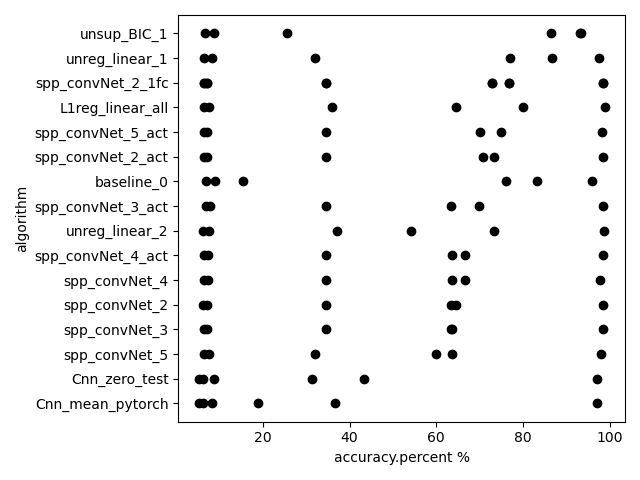 algorithm
unsup_BIC_1
unreg_linear_1
spp_convNet_2_1fc
L1reg_linear_all
spp_convNet_5_act
spp_convNet_2_act
baseline_0
spp_convNet_3_act
unreg_linear_2
spp_convNet_4_act
spp_convNet_4
spp_convNet_2
spp_convNet_3
spp_convNet_5
Cnn_zero_test
Cnn_mean_pytorch
20 40 60 80 100
accuracy.percent %